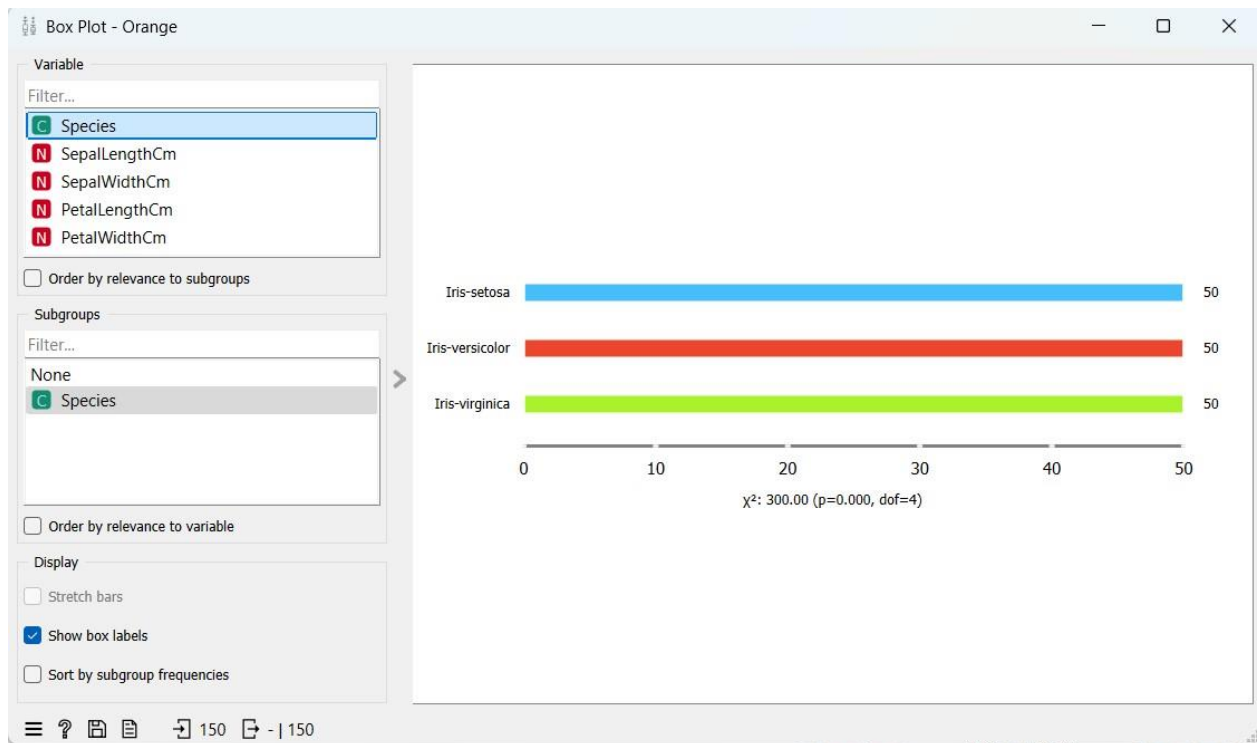 Box Plot - Orange
Variable
Filter...
C Species
N SepalLengthCm
N SepalWidthCm
N PetalLengthCm
N PetalWidthCm
Order by relevance to subgroups
Subgroups
Filter...
None
C Species
Order by relevance to variable
Display
Stretch bars
Show box labels
Sort by subgroup frequencies
? 150 - | 150
Iris-setosa 50
Iris-versicolor 50
Iris-virginica 50
0 10 20 30 40 50
χ²: 300.00 (p=0.000, dof=4)